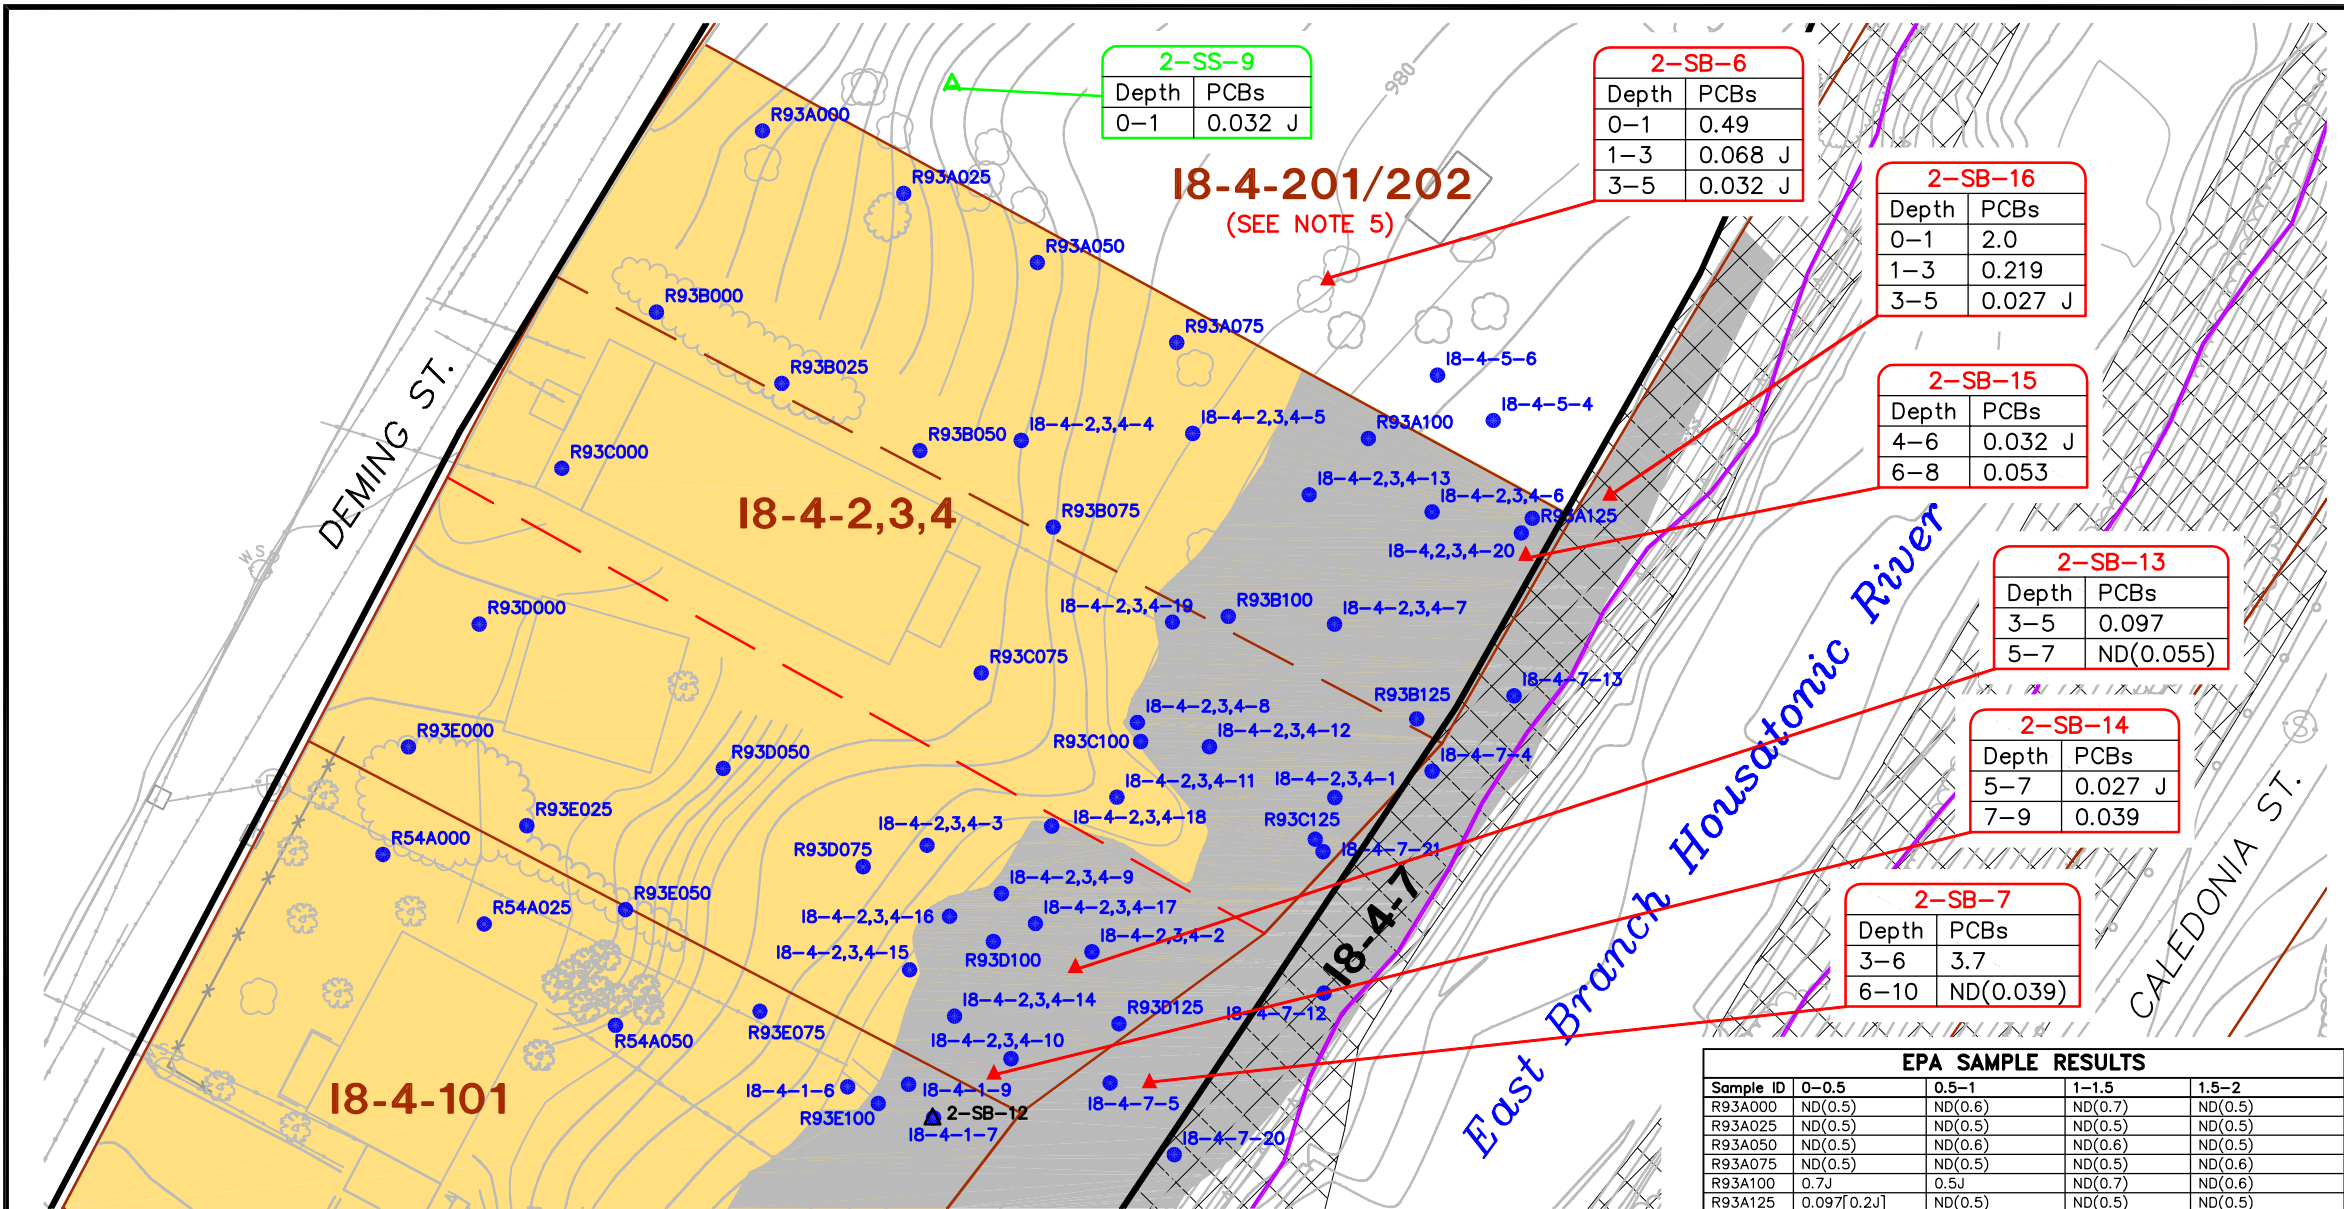 2-SS-9
Depth PCBs
0-1 0.032 J
2-SB-6
Depth PCBs
0-1 0.49
1-3 0.068 J
3-5 0.032 J
980
R93A000
R93A025
I8-4-201/202
(SEE NOTE 5)
2-SB-16
Depth PCBs
0-1 2.0
1-3 0.219
3-5 0.027 J
R93A050
R93B000
R93A075
R93B025
I8-4-5-6
I8-4-5-4
2-SB-15
Depth PCBs
4-6 0.032 J
6-8 0.053
DEMING ST.
R93C000
R93B050
I8-4-2,3,4-4
I8-4-2,3,4-5
R93A100
I8-4-2,3,4-13
I8-4-2,3,4-6
R93A125
I8-4,2,3,4-20
I8-4-2,3,4
R93B075
2-SB-13
Depth PCBs
3-5 0.097
5-7 ND(0.055)
R93D000
I8-4-2,3,4-19
R93B100
I8-4-2,3,4-7
R93C075
I8-4-7-13
R93B125
I8-4-2,3,4-8
R93C100
I8-4-2,3,4-12
R93E000
R93D050
I8-4-7-4
2-SB-14
Depth PCBs
5-7 0.027 J
7-9 0.039
I8-4-2,3,4-11
I8-4-2,3,4-1
R93E025
I8-4-2,3,4-3
I8-4-2,3,4-18
R93C125
R54A000
R93D075
I8-4-7-21
East Branch Housatonic River
CALEDONIA ST.
I8-4-7
R93E050
R54A025
I8-4-2,3,4-9
I8-4-2,3,4-16
I8-4-2,3,4-17
I8-4-2,3,4-2
I8-4-2,3,4-15
R93D100
2-SB-7
Depth PCBs
3-6 3.7
6-10 ND(0.039)
I8-4-2,3,4-14
R93D125
I8-4-7-12
R54A050
R93E075
I8-4-2,3,4-10
I8-4-101
I8-4-1-6
I8-4-1-9
R93E100
2-SB-12
I8-4-1-7
I8-4-7-5
I8-4-7-20
EPA SAMPLE RESULTS
Sample ID 0-0.5 0.5-1 1-1.5 1.5-2
R93A000 ND(0.5) ND(0.6) ND(0.7) ND(0.5)
R93A025 ND(0.5) ND(0.5) ND(0.5) ND(0.5)
R93A050 ND(0.5) ND(0.6) ND(0.6) ND(0.5)
R93A075 ND(0.5) ND(0.5) ND(0.5) ND(0.6)
R93A100 0.7J 0.5J ND(0.7) ND(0.6)
R93A125 0.097[0.2J] ND(0.5) ND(0.5) ND(0.5)